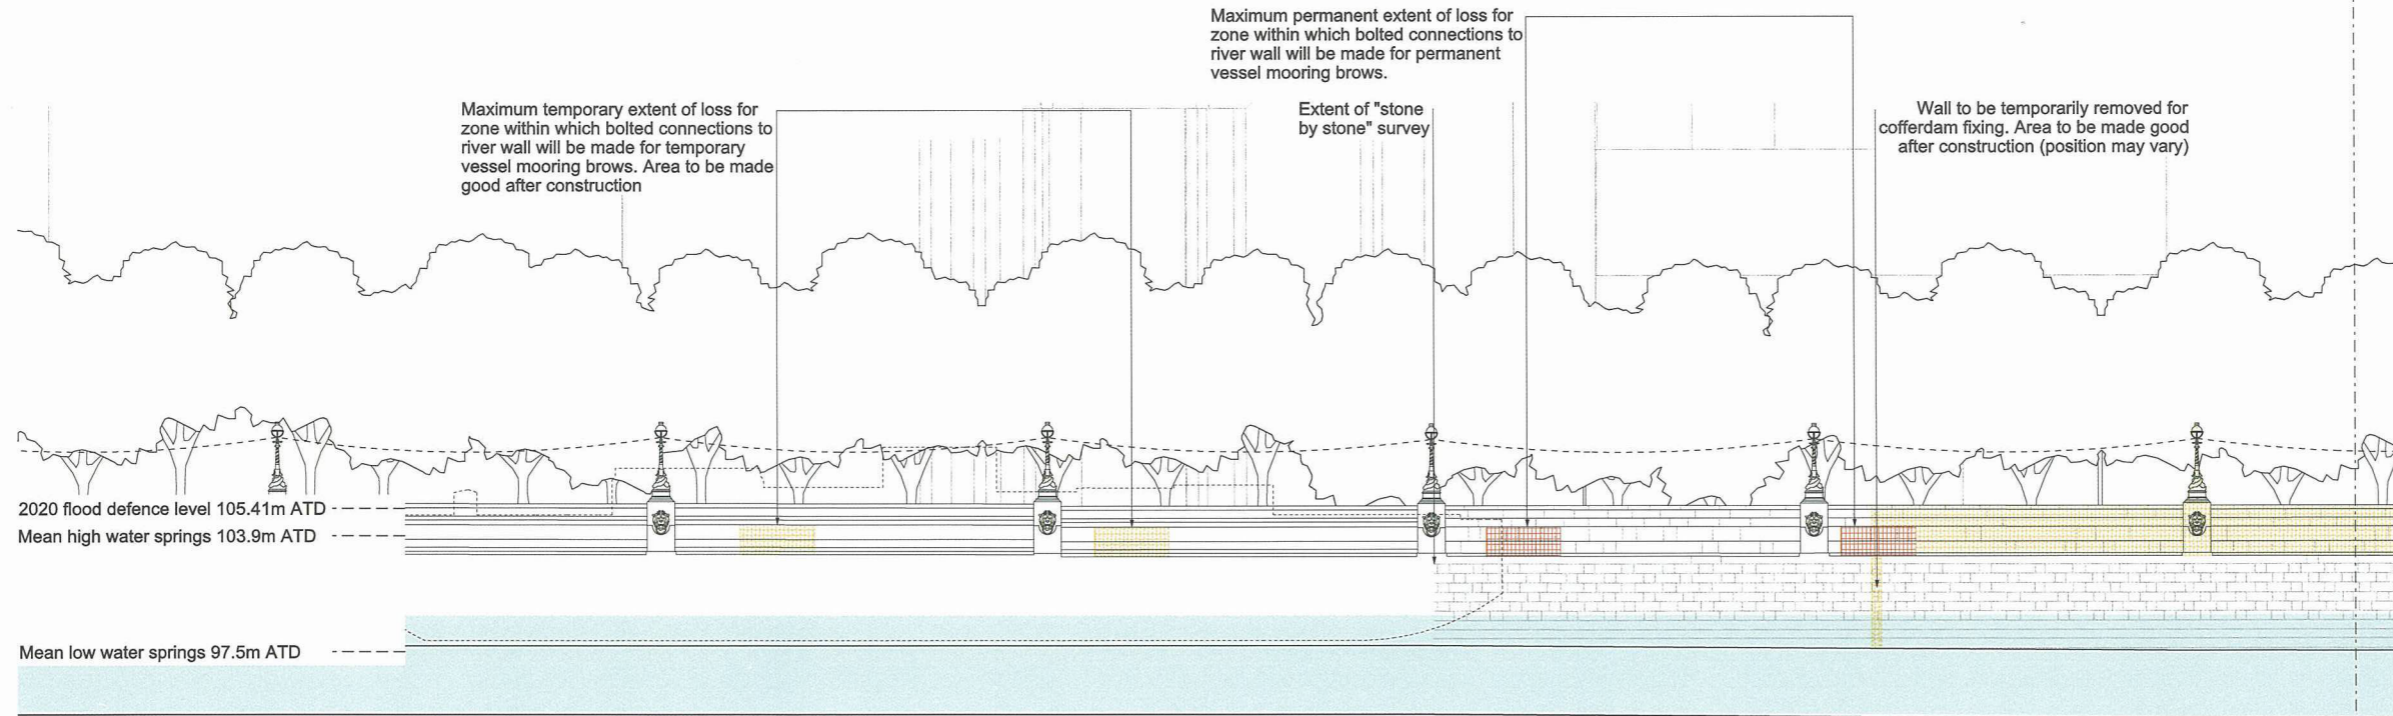 Maximum permanent extent of loss for
zone within which bolted connections to
river wall will be made for permanent
vessel mooring brows.
Maximum temporary extent of loss for
zone within which bolted connections to
river wall will be made for temporary
vessel mooring brows. Area to be made
good after construction
Extent of "stone
by stone" survey
Wall to be temporarily removed for
cofferdam fixing. Area to be made good
after construction (position may vary)
2020 flood defence level 105.41m ATD
Mean high water springs 103.9m ATD
Mean low water springs 97.5m ATD